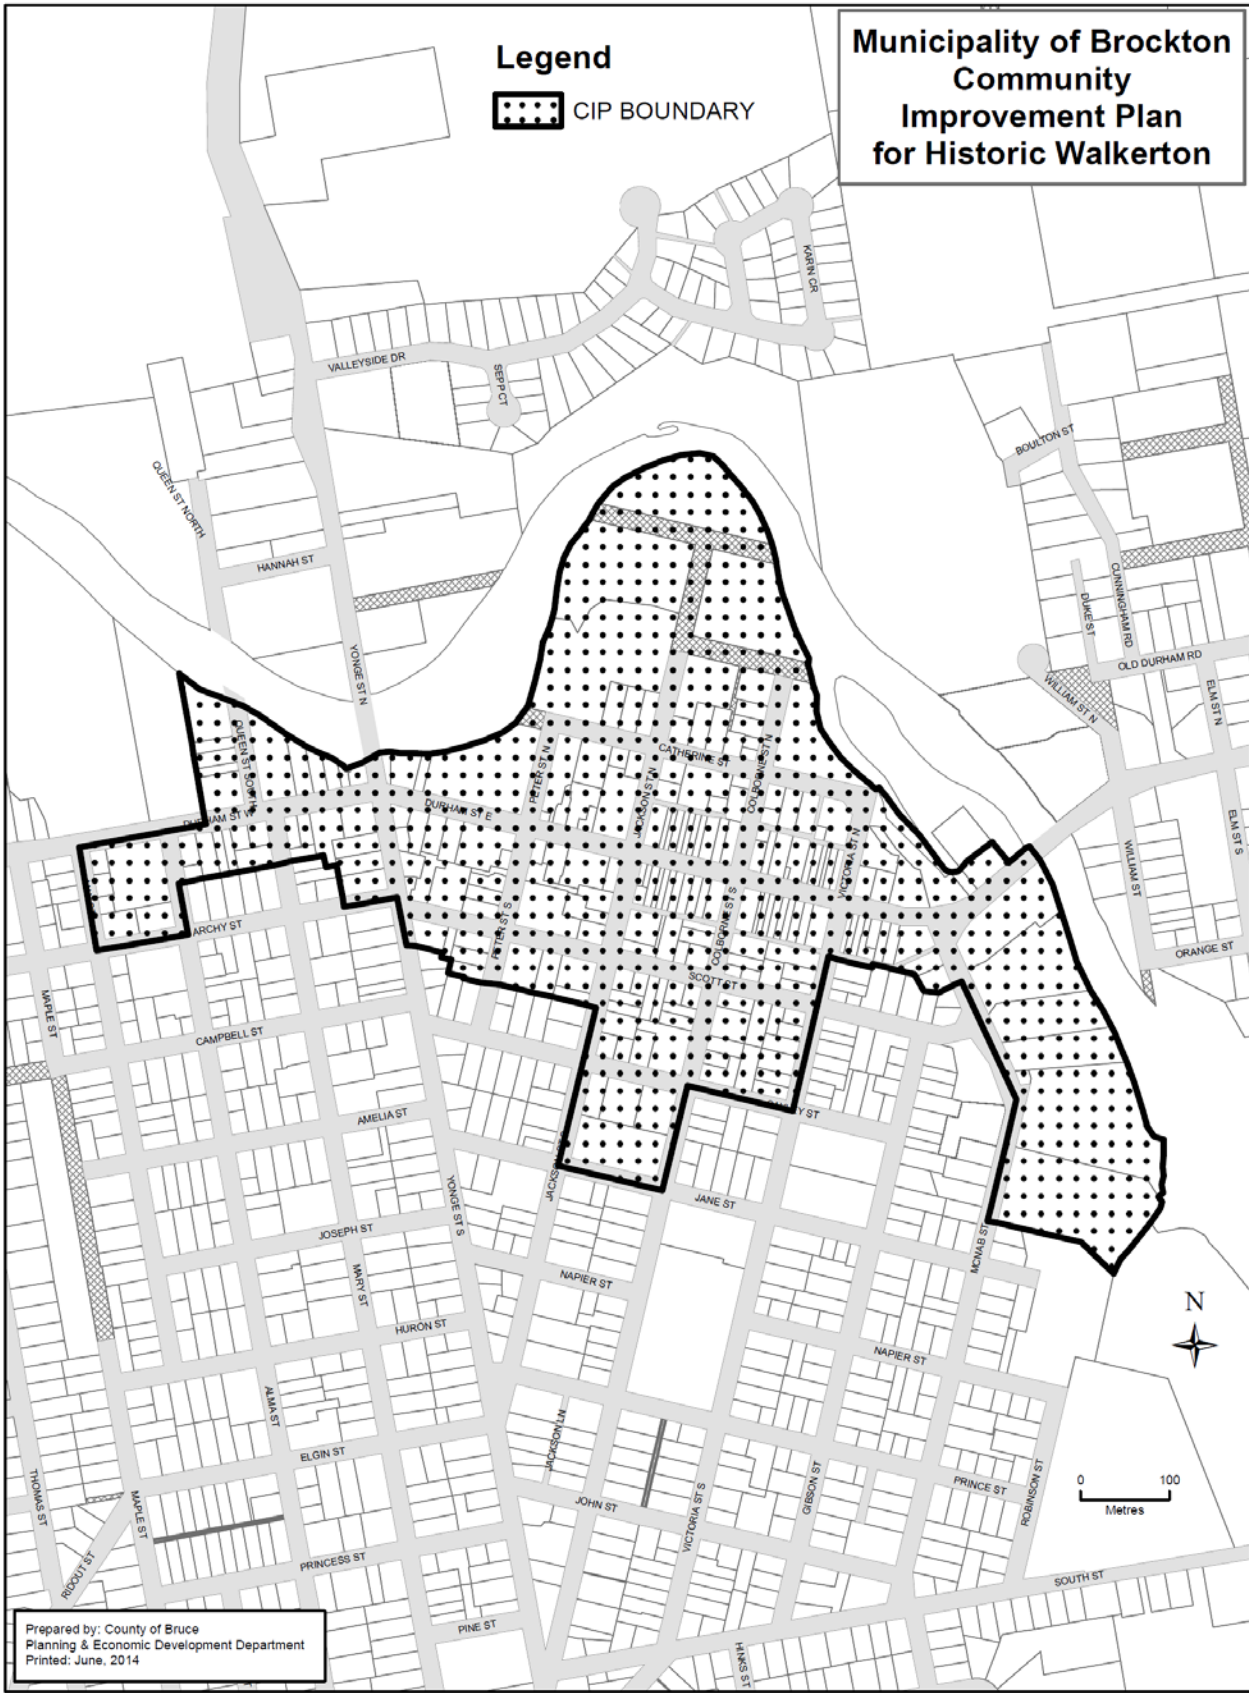 Legend
CIP BOUNDARY
Municipality of Brockton
Community
Improvement Plan
for Historic Walkerton
KARIN CR
VALLEYSIDE DR
SEPP CT
BOULTON ST
QUEEN ST NORTH
HANNAH ST
CUNNINGHAM RD
DUKE ST
OLD DURHAM RD
YONGE ST N
WILLIAM ST N
ELM ST N
QUEEN ST SOUTH
PETER ST N
CATHERINE ST
COLBORNE ST N
JACKSON ST N
DURHAM ST W
DURHAM ST E
ELM ST S
WILLIAM ST
VICTORIA ST N
COLBORNE ST S
PETER ST S
ARCHY ST
ORANGE ST
SCOTT ST
MAPLE ST
CAMPBELL ST
AMELIA ST
JACKSON ST S
YONGE ST S
JANE ST
JOSEPH ST
MCNAB ST
MARY ST
NAPIER ST
N
HURON ST
NAPIER ST
ALMA ST
JACKSON LN
ELGIN ST
THOMAS ST
MAPLE ST
JOHN ST
VICTORIA ST S
GIBSON ST
PRINCE ST
ROBINSON ST
0 100
Metres
RIDOUT ST
PRINCESS ST
SOUTH ST
PINE ST
HINKS ST
Prepared by: County of Bruce
Planning & Economic Development Department
Printed: June, 2014